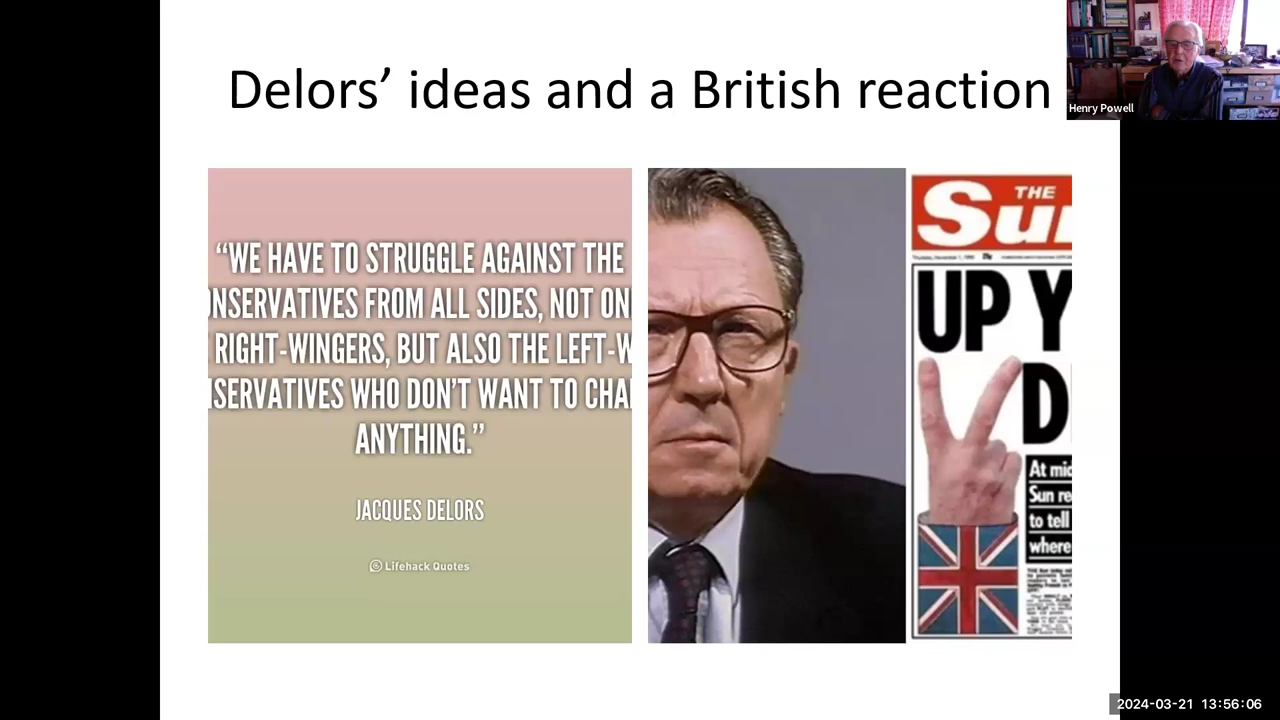 Delors’ ideas and a British reaction
Henry Powell
“WE HAVE TO STRUGGLE AGAINST THE
ONSERVATIVES FROM ALL SIDES, NOT ON
RIGHT-WINGERS, BUT ALSO THE LEFT-W
NSERVATIVES WHO DON’T WANT TO CHA
ANYTHING.”
JACQUES DELORS
Lifehack Quotes
THE
Su
UP Y
D
At mi
Sun re
to tell
where
2024-03-21 13:56:06